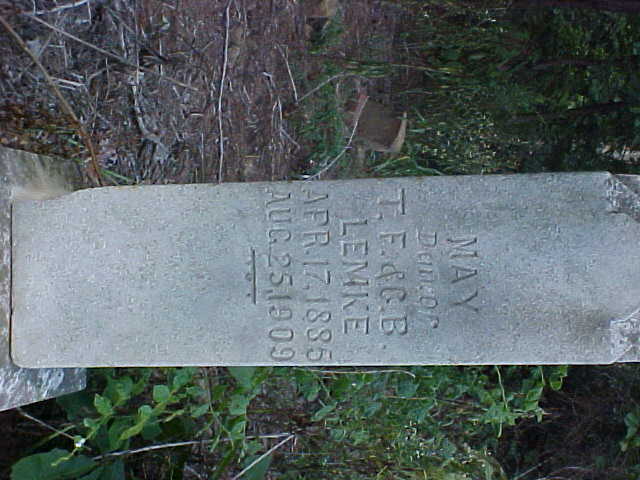 MAY
DAU. OF
T. E. & C. B.
LEMKE
APR. 17, 1885
AUG. 25, 1909